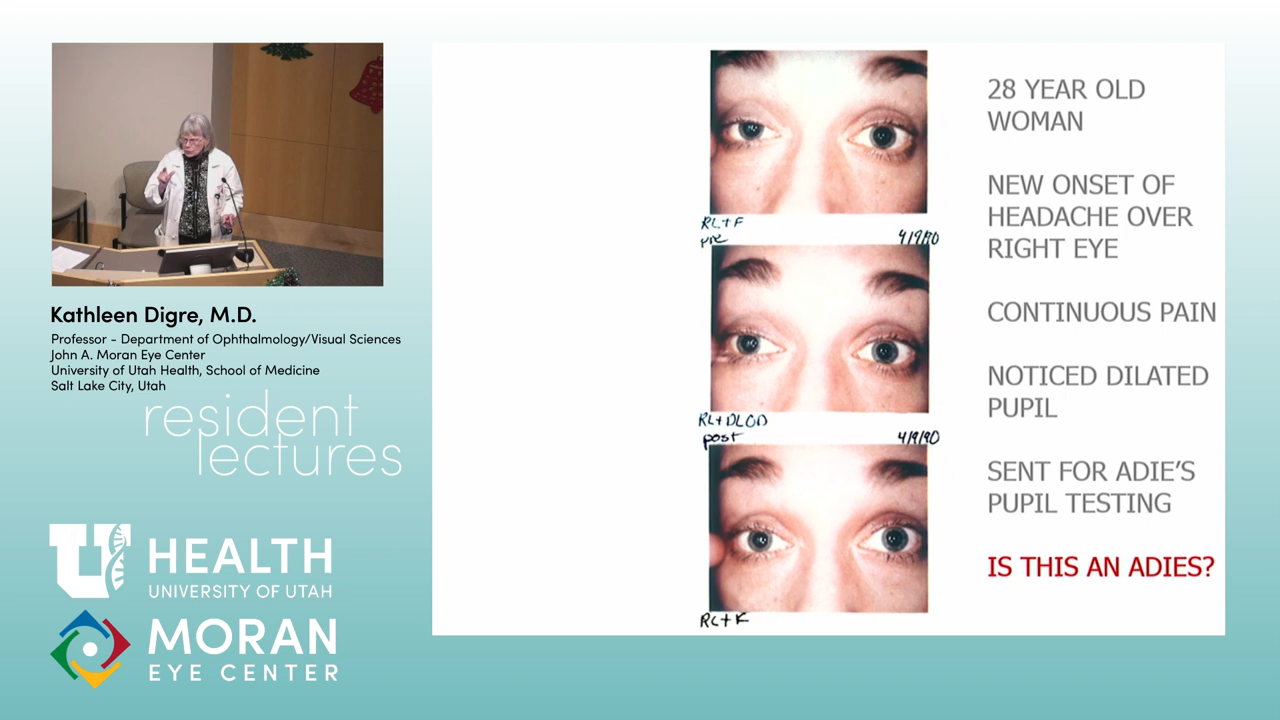 Kathleen Digre, M.D.
Professor - Department of Ophthalmology/Visual Sciences
John A. Moran Eye Center
University of Utah Health, School of Medicine
Salt Lake City, Utah
resident
lectures
U
HEALTH
UNIVERSITY OF UTAH
MORAN
EYE CENTER
RL+F
pre
4/9/90
RL+DLOD
post
4/9/90
28 YEAR OLD
WOMAN
NEW ONSET OF
HEADACHE OVER
RIGHT EYE
CONTINUOUS PAIN
NOTICED DILATED
PUPIL
SENT FOR ADIE'S
PUPIL TESTING
IS THIS AN ADIES?